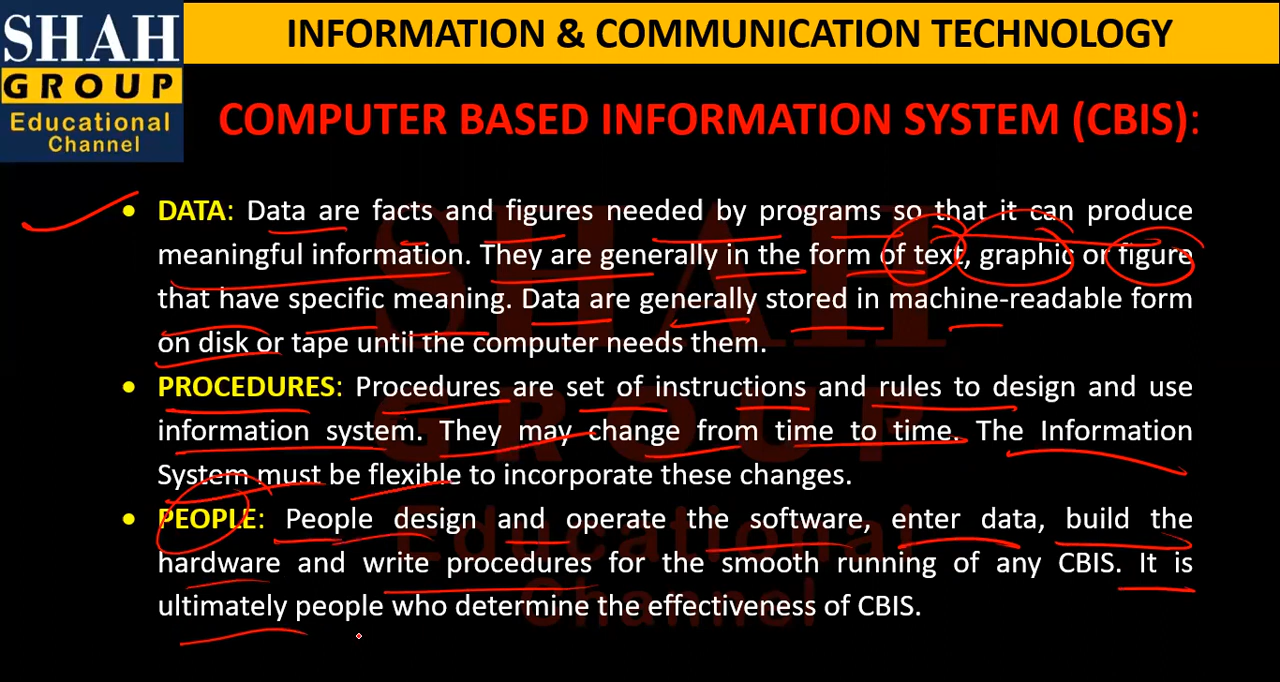 SHAH
GROUP
Educational
Channel
INFORMATION & COMMUNICATION TECHNOLOGY
COMPUTER BASED INFORMATION SYSTEM (CBIS):
• DATA: Data are facts and figures needed by programs so that it can produce
meaningful information. They are generally in the form of text, graphic or figure
that have specific meaning. Data are generally stored in machine-readable form
on disk or tape until the computer needs them.
• PROCEDURES: Procedures are set of instructions and rules to design and use
information system. They may change from time to time. The Information
System must be flexible to incorporate these changes.
• PEOPLE: People design and operate the software, enter data, build the
hardware and write procedures for the smooth running of any CBIS. It is
ultimately people who determine the effectiveness of CBIS.
SHAH
GROUP
Educational
Channel